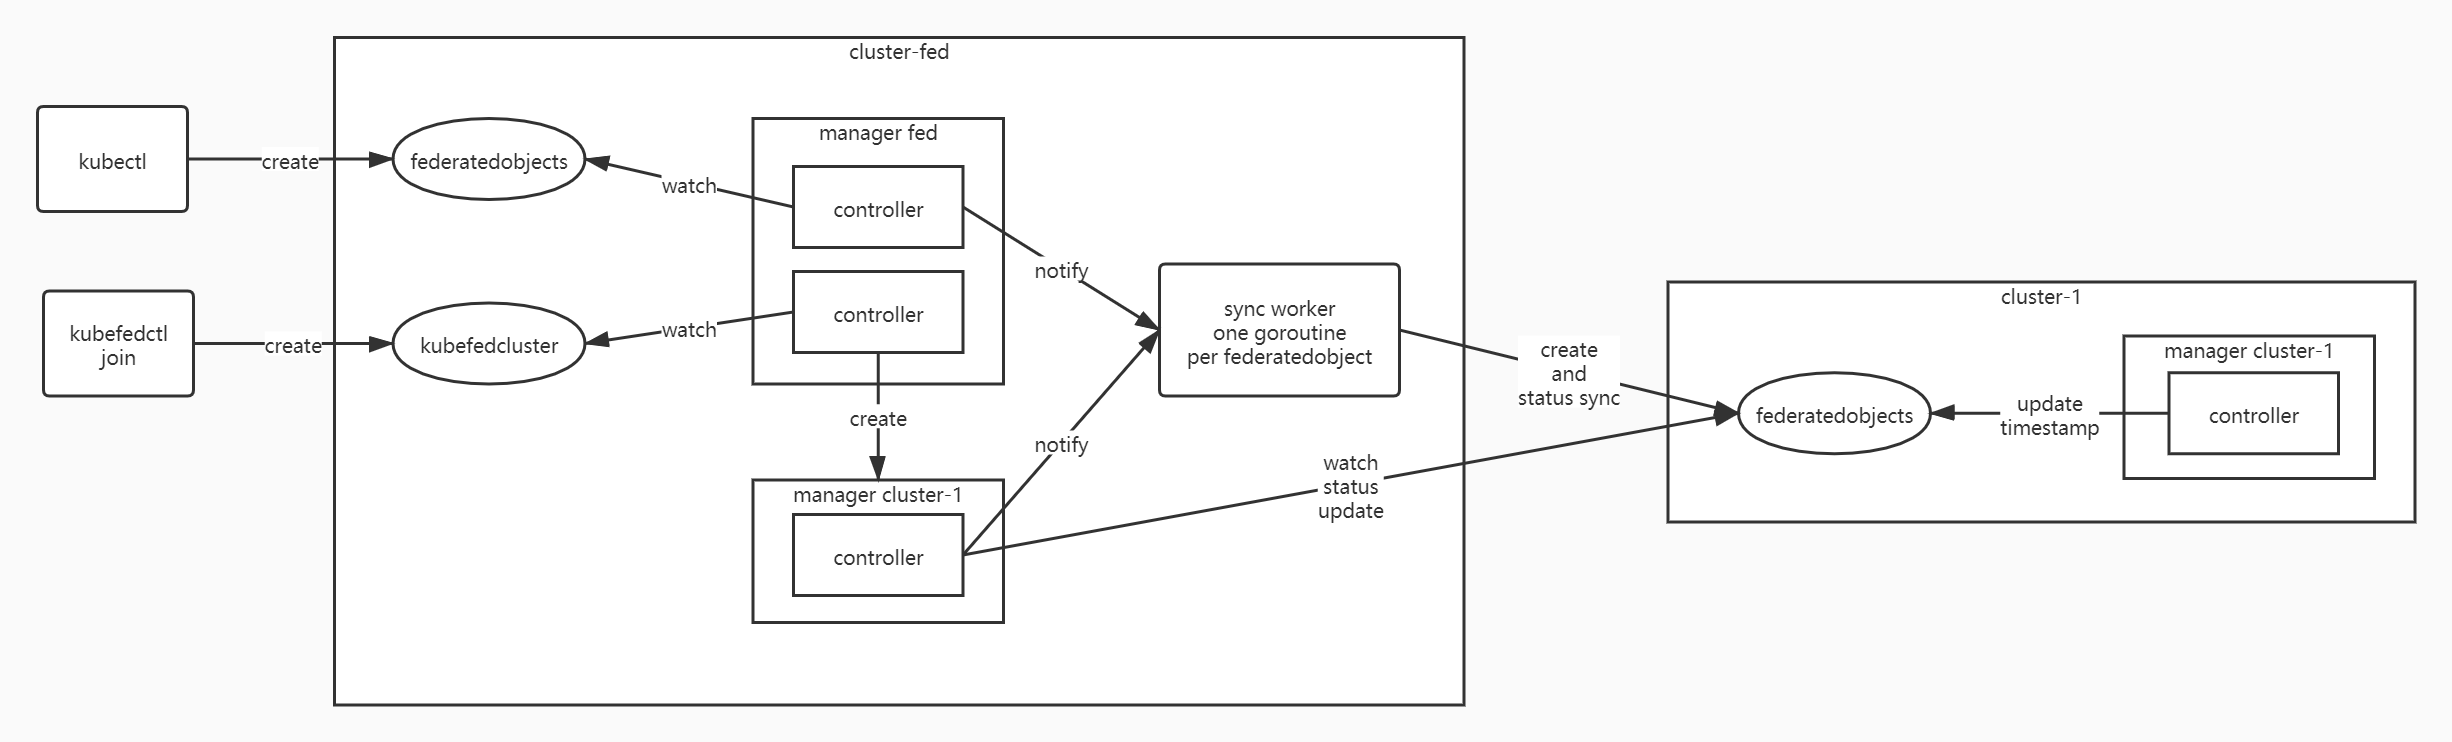 cluster-fed
kubectl
create
federatedobjects
watch
manager fed
controller
notify
controller
kubefedctl
join
create
kubefedcluster
watch
create
sync worker
one goroutine
per federatedobject
notify
manager cluster-1
controller
watch
status
update
create
and
status sync
cluster-1
federatedobjects
update
timestamp
manager cluster-1
controller